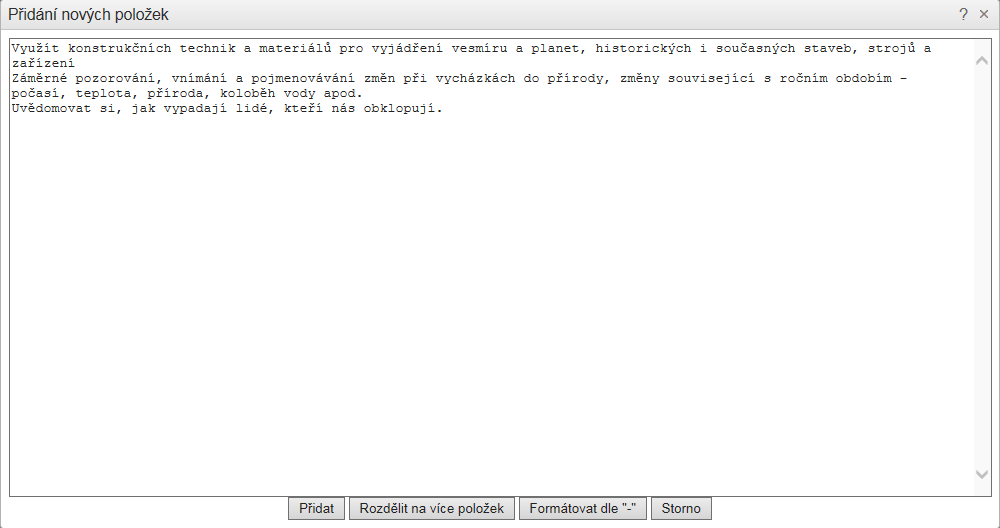 Přidání nových položek
? ×
Využít konstrukčních technik a materiálů pro vyjádření vesmíru a planet, historických i současných staveb, strojů a
zařízení
Záměrné pozorování, vnímání a pojmenovávání změn při vycházkách do přírody, změny související s ročním obdobím –
počasí, teplota, příroda, koloběh vody apod.
Uvědomovat si, jak vypadají lidé, kteří nás obklopují.
Přidat Rozdělit na více položek Formátovat dle "-" Storno